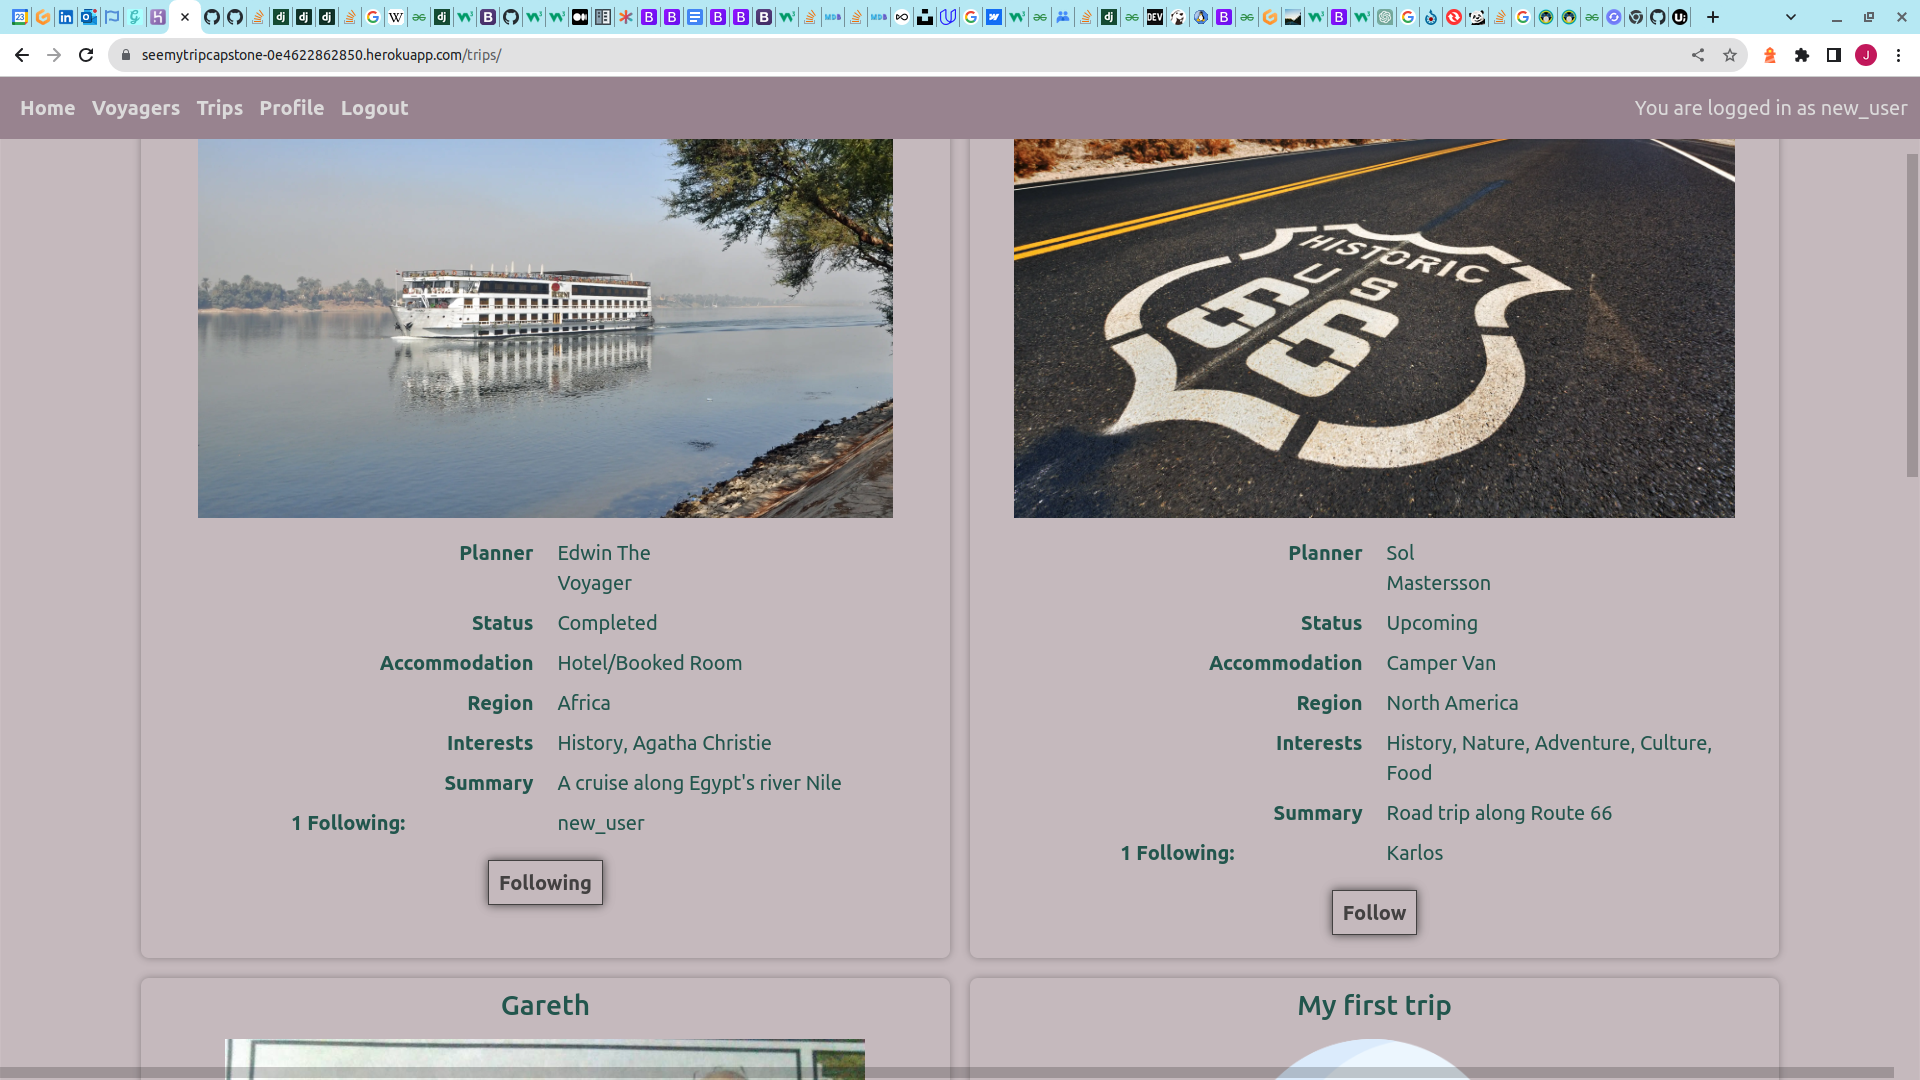 seemytripcapstone-0e4622862850.herokuapp.com/trips/
Home Voyagers Trips Profile Logout
You are logged in as new_user
HISTORIC
US
66
Planner Edwin The
Voyager
Status Completed
Accommodation Hotel/Booked Room
Region Africa
Interests History, Agatha Christie
Summary A cruise along Egypt's river Nile
1 Following: new_user
Following
Planner Sol
Mastersson
Status Upcoming
Accommodation Camper Van
Region North America
Interests History, Nature, Adventure, Culture,
Food
Summary Road trip along Route 66
1 Following: Karlos
Follow
Gareth
My first trip